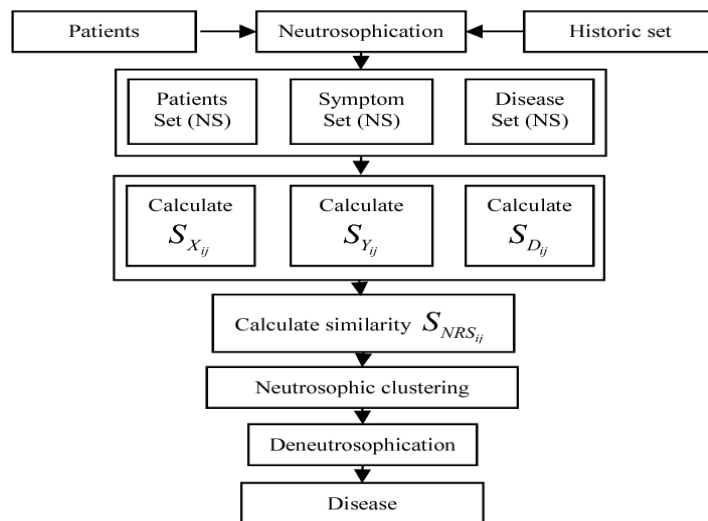 Patients
Neutrosophication
Historic set
Patients
Set (NS)
Symptom
Set (NS)
Disease
Set (NS)
Calculate
S_{X_{ij}}
Calculate
S_{Y_{ij}}
Calculate
S_{D_{ij}}
Calculate similarity S_{NRS_{ij}}
Neutrosophic clustering
Deneutrosophication
Disease